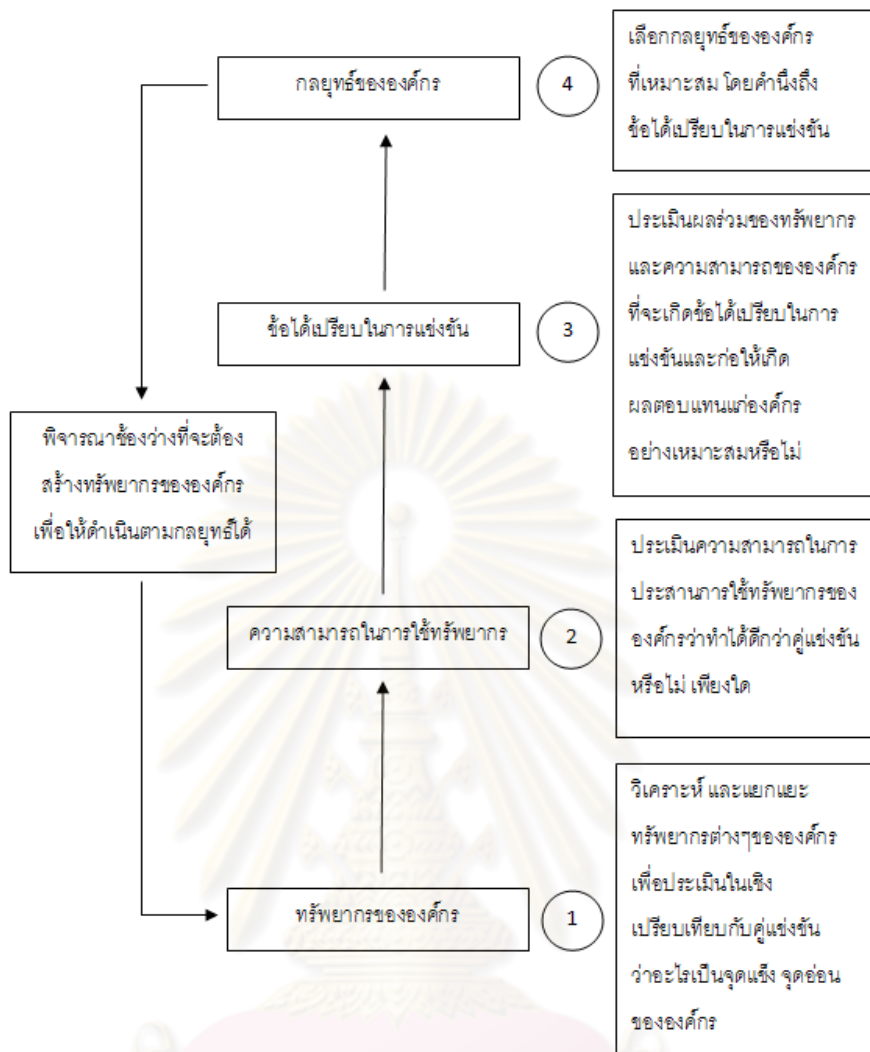 กลยุทธ์ขององค์กร
4
เลือกกลยุทธ์ขององค์กร
ที่เหมาะสม โดยคำนึงถึง
ข้อได้เปรียบในการแข่งขัน
ข้อได้เปรียบในการแข่งขัน
3
ประเมินผลร่วมของทรัพยากร
และความสามารถขององค์กร
ที่จะเกิดข้อได้เปรียบในการ
แข่งขันและก่อให้เกิด
ผลตอบแทนแก่องค์กร
อย่างเหมาะสมหรือไม่
พิจารณาช้องว่างที่จะต้อง
สร้างทรัพยากรขององค์กร
เพื่อให้ดำเนินตามกลยุทธ์ได้
ความสามารถในการใช้ทรัพยากร
2
ประเมินความสามารถในการ
ประสานการใช้ทรัพยากรของ
องค์กรว่าทำได้ดีกว่าคู่แข่งขัน
หรือไม่ เพียงใด
ทรัพยากรขององค์กร
1
วิเคราะห์ และแยกแยะ
ทรัพยากรต่างๆขององค์กร
เพื่อประเมินในเชิง
เปรียบเทียบกับคู่แข่งขัน
ว่าอะไรเป็นจุดแข็ง จุดอ่อน
ขององค์กร